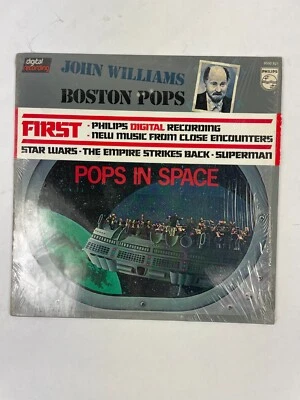 digital recording
PHILIPS
JOHN WILLIAMS
BOSTON POPS
FIRST - PHILIPS DIGITAL RECORDING
- NEW MUSIC FROM CLOSE ENCOUNTERS
STAR WARS - THE EMPIRE STRIKES BACK - SUPERMAN
POPS IN SPACE